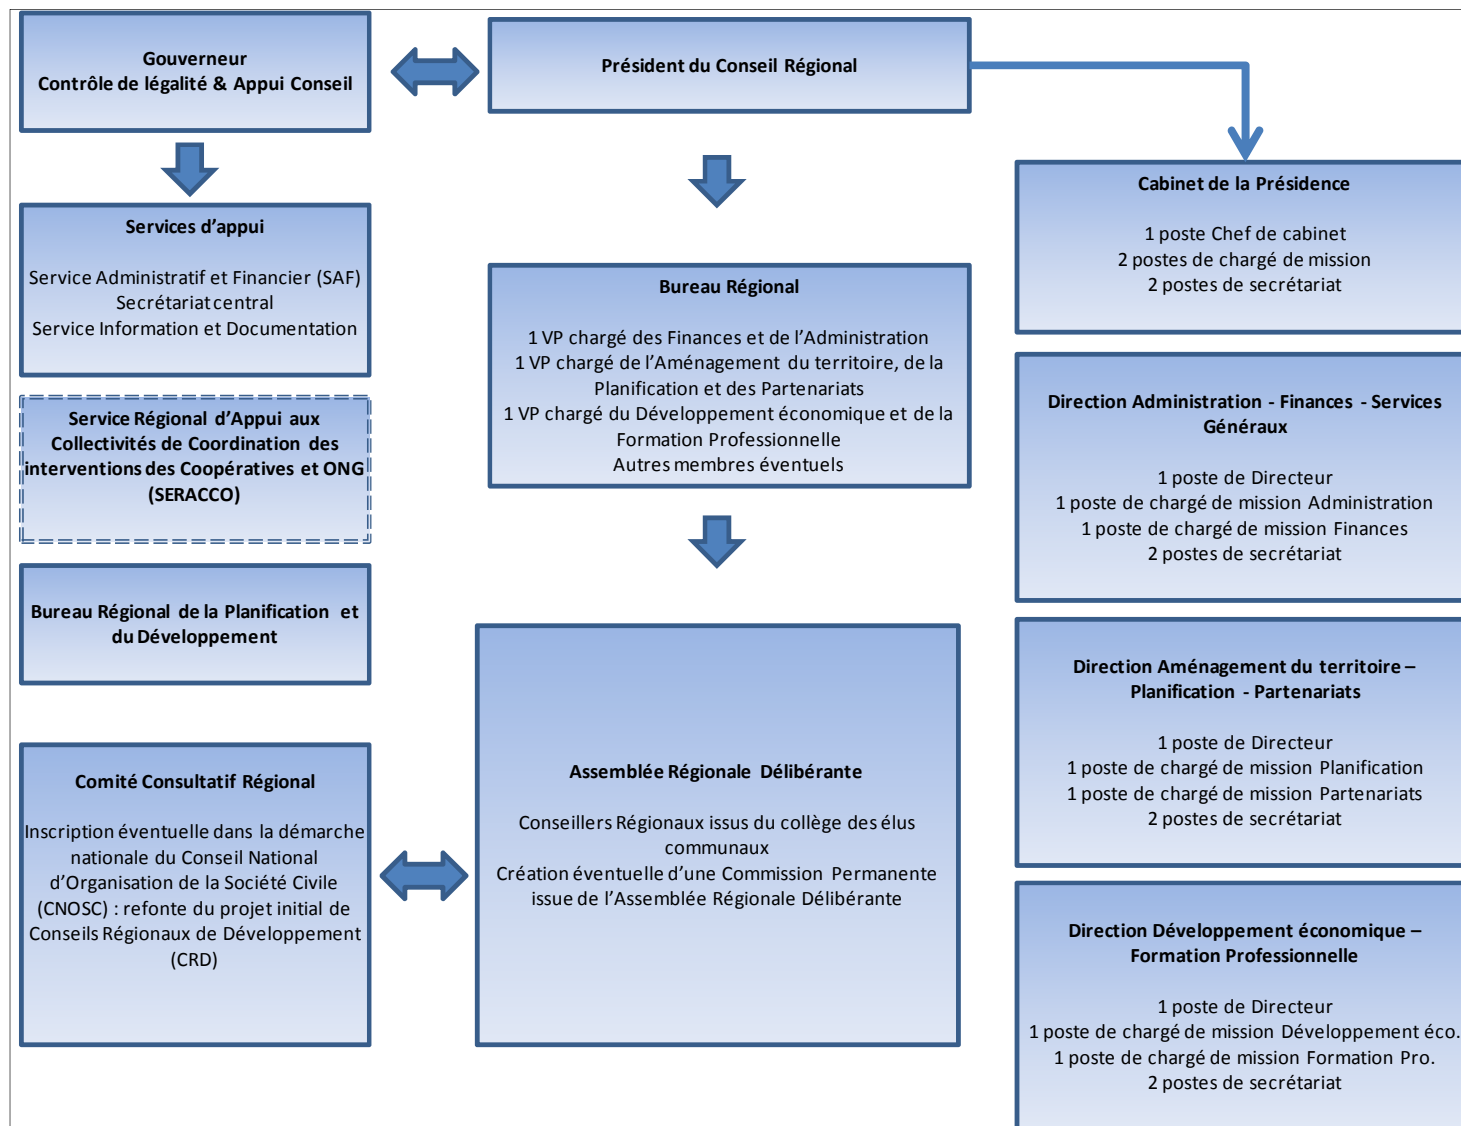 Gouverneur
Contrôle de légalité & Appui Conseil
Président du Conseil Régional
Services d’appui
Service Administratif et Financier (SAF)
Secrétariat central
Service Information et Documentation
Service Régional d’Appui aux
Collectivités de Coordination des
interventions des Coopératives et ONG
(SERACCO)
Bureau Régional de la Planification et
du Développement
Comité Consultatif Régional
Inscription éventuelle dans la démarche
nationale du Conseil National
d’Organisation de la Société Civile
(CNOSC) : refonte du projet initial de
Conseils Régionaux de Développement
(CRD)
Bureau Régional
1 VP chargé des Finances et de l’Administration
1 VP chargé de l’Aménagement du territoire, de la
Planification et des Partenariats
1 VP chargé du Développement économique et de la
Formation Professionnelle
Autres membres éventuels
Assemblée Régionale Délibérante
Conseillers Régionaux issus du collège des élus
communaux
Création éventuelle d’une Commission Permanente
issue de l’Assemblée Régionale Délibérante
Cabinet de la Présidence
1 poste Chef de cabinet
2 postes de chargé de mission
2 postes de secrétariat
Direction Administration - Finances - Services
Généraux
1 poste de Directeur
1 poste de chargé de mission Administration
1 poste de chargé de mission Finances
2 postes de secrétariat
Direction Aménagement du territoire –
Planification - Partenariats
1 poste de Directeur
1 poste de chargé de mission Planification
1 poste de chargé de mission Partenariats
2 postes de secrétariat
Direction Développement économique –
Formation Professionnelle
1 poste de Directeur
1 poste de chargé de mission Développement éco.
1 poste de chargé de mission Formation Pro.
2 postes de secrétariat